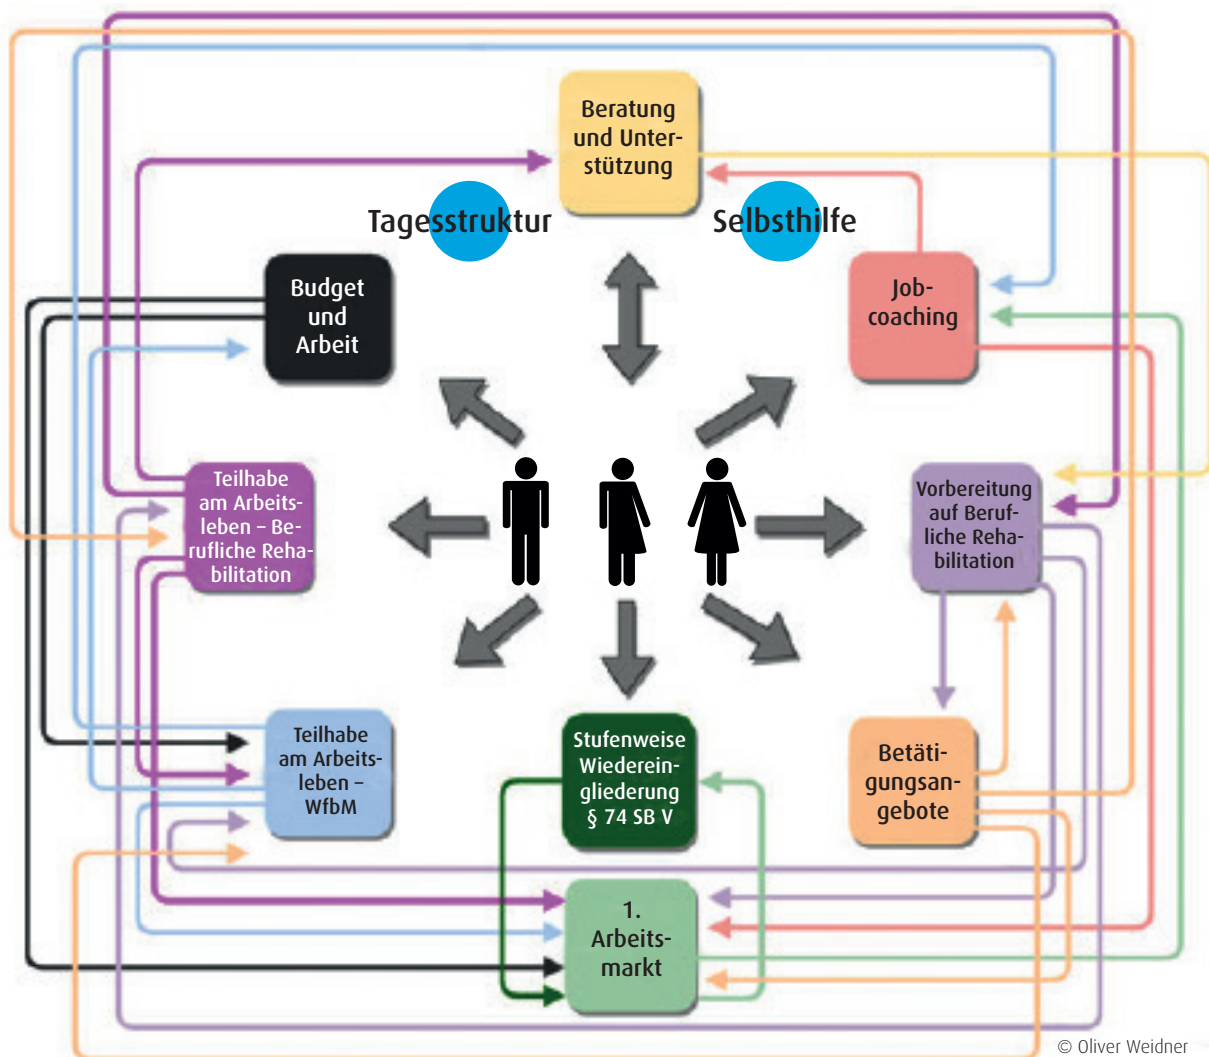 Beratung
und Unter-
stützung
Tagesstruktur
Selbsthilfe
Budget
und
Arbeit
Job-
coaching
Teilhabe
am Arbeits-
leben – Be-
rufliche Reha-
bilitation
Vorbereitung
auf Beruf-
liche Reha-
bilitation
Teilhabe
am Arbeits-
leben –
WfbM
Stufenweise
Wiederein-
gliederung
§ 74 SB V
Betäti-
gungsan-
gebote
1.
Arbeits-
markt
© Oliver Weidner